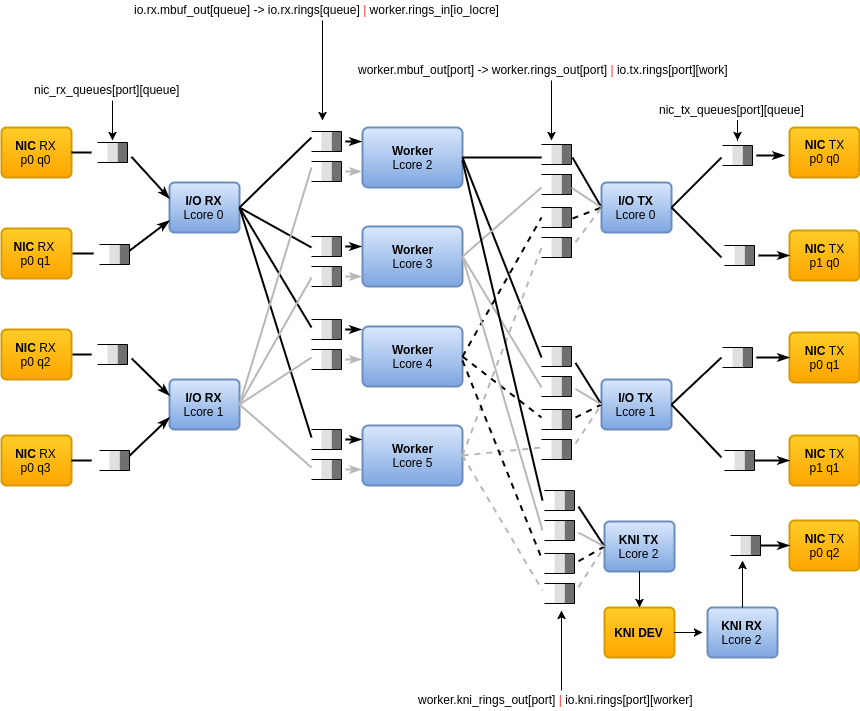 io.rx.mbuf_out[queue] -> io.rx.rings[queue] | worker.rings_in[io_locre]
worker.mbuf_out[port] -> worker.rings_out[port] | io.tx.rings[port][work]
nic_rx_queues[port][queue]
nic_tx_queues[port][queue]
NIC RX
p0 q0
NIC RX
p0 q1
NIC RX
p0 q2
NIC RX
p0 q3
I/O RX
Lcore 0
I/O RX
Lcore 1
Worker
Lcore 2
Worker
Lcore 3
Worker
Lcore 4
Worker
Lcore 5
I/O TX
Lcore 0
I/O TX
Lcore 1
KNI TX
Lcore 2
KNI DEV
KNI RX
Lcore 2
NIC TX
p0 q0
NIC TX
p1 q0
NIC TX
p0 q1
NIC TX
p1 q1
NIC TX
p0 q2
worker.kni_rings_out[port] | io.kni.rings[port][worker]